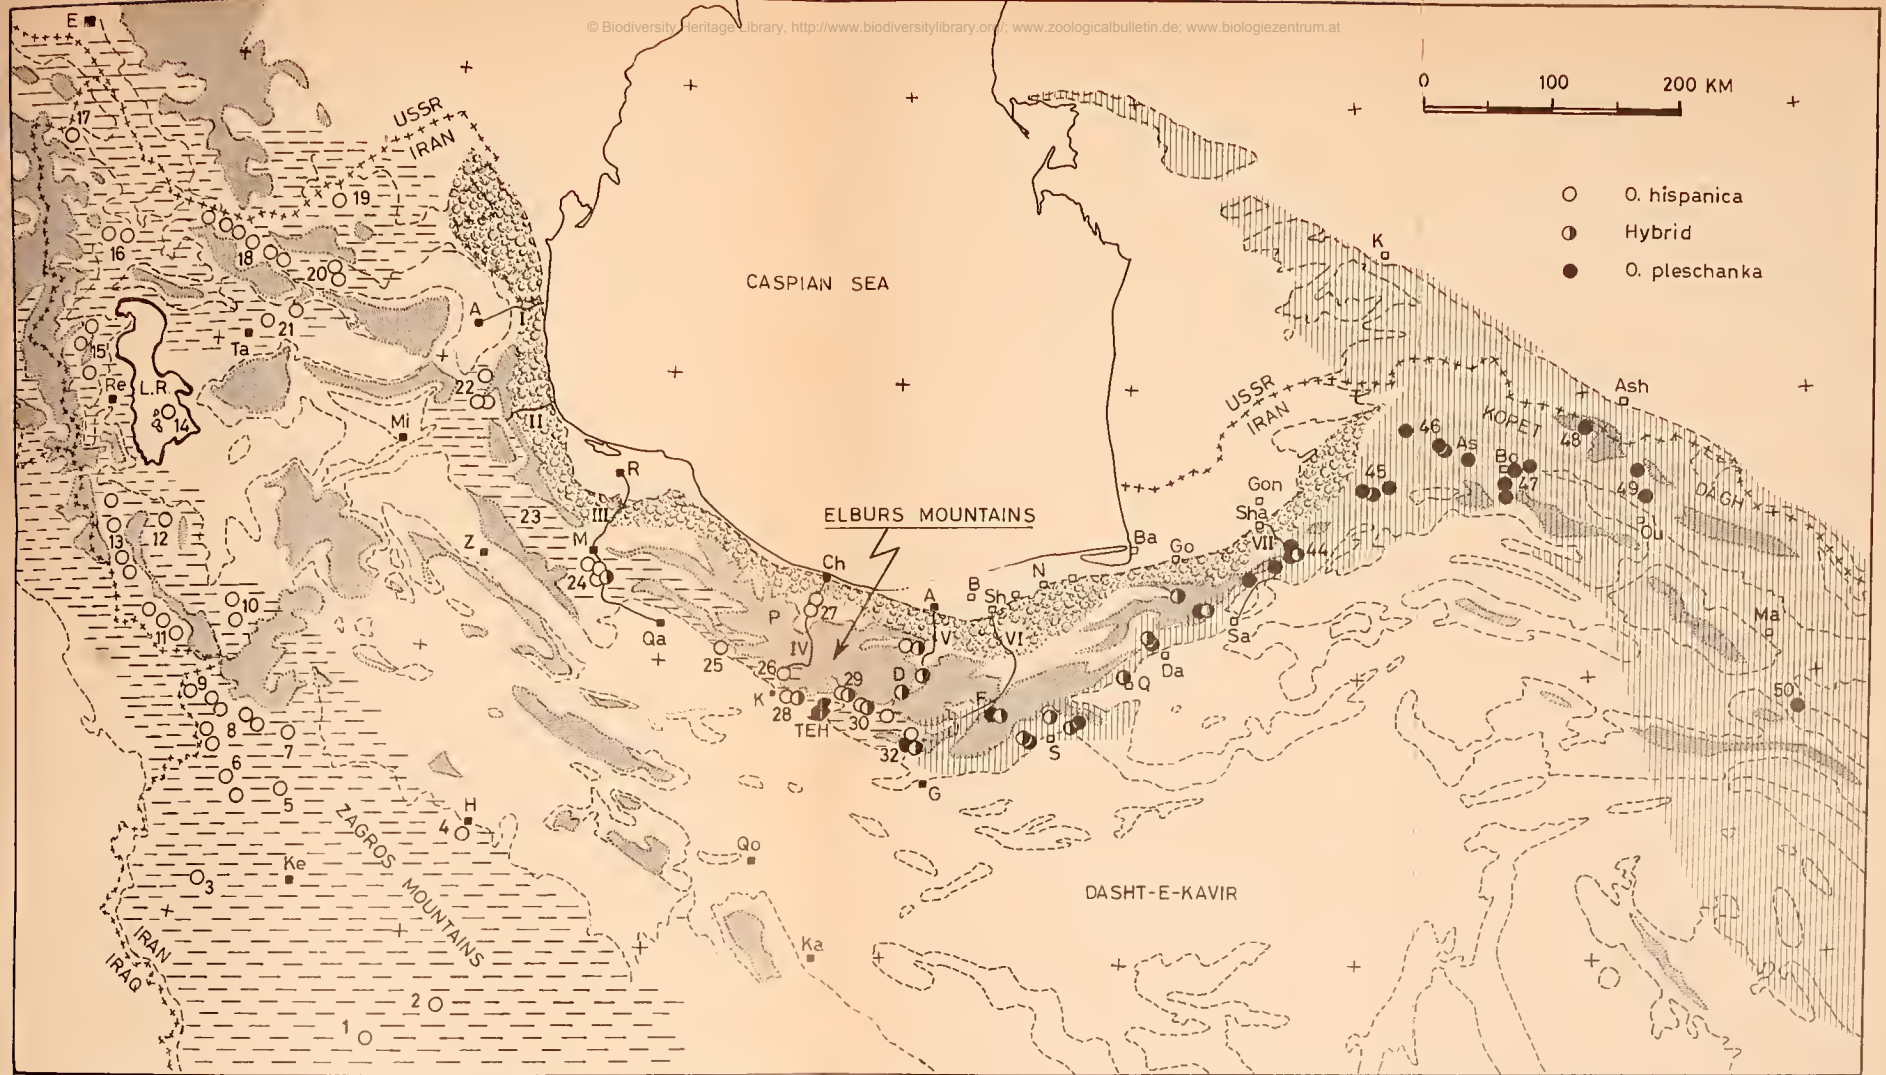 © Biodiversity Heritage Library, http://www.biodiversitylibrary.org/; www.zoologicalbulletin.de; www.biologiezentrum.at
E
0 100 200 KM
USSR
IRAN
17
19
O. hispanica
Hybrid
O. pleschanka
16
18
20
K
CASPIAN SEA
A
I
21
Ta
15
22
Re
L.R.
14
Mi
II
USSR
IRAN
Ash
KOPET
DAGH
46
As
48
Bo
47
45
49
Ou
R
III
23
ELBURS MOUNTAINS
Gon
Sha
VII
44
13
12
Z
M
24
Ch
Ba
Go
N
B
Sh
A
10
11
P
27
V
VI
Sa
Ma
Qa
IV
25
26
D
Da
Q
9
29
K
28
30
F
50
8
7
TEH
32
S
6
5
G
H
4
ZAGROS MOUNTAINS
Qo
Ke
3
DASHT-E-KAVIR
IRAN
IRAQ
Ka
2
1